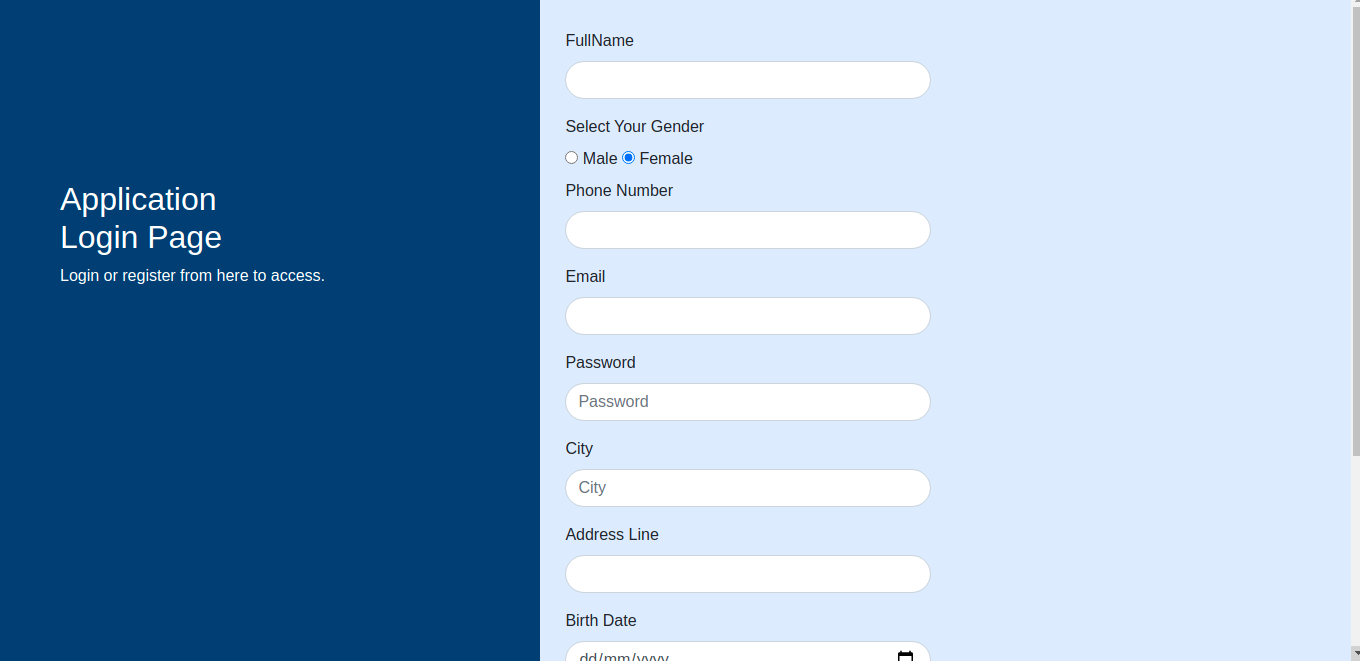 Application
Login Page
Login or register from here to access.
FullName
Select Your Gender
Male Female
Phone Number
Email
Password
Password
City
City
Address Line
Birth Date
dd/mm/yyyy